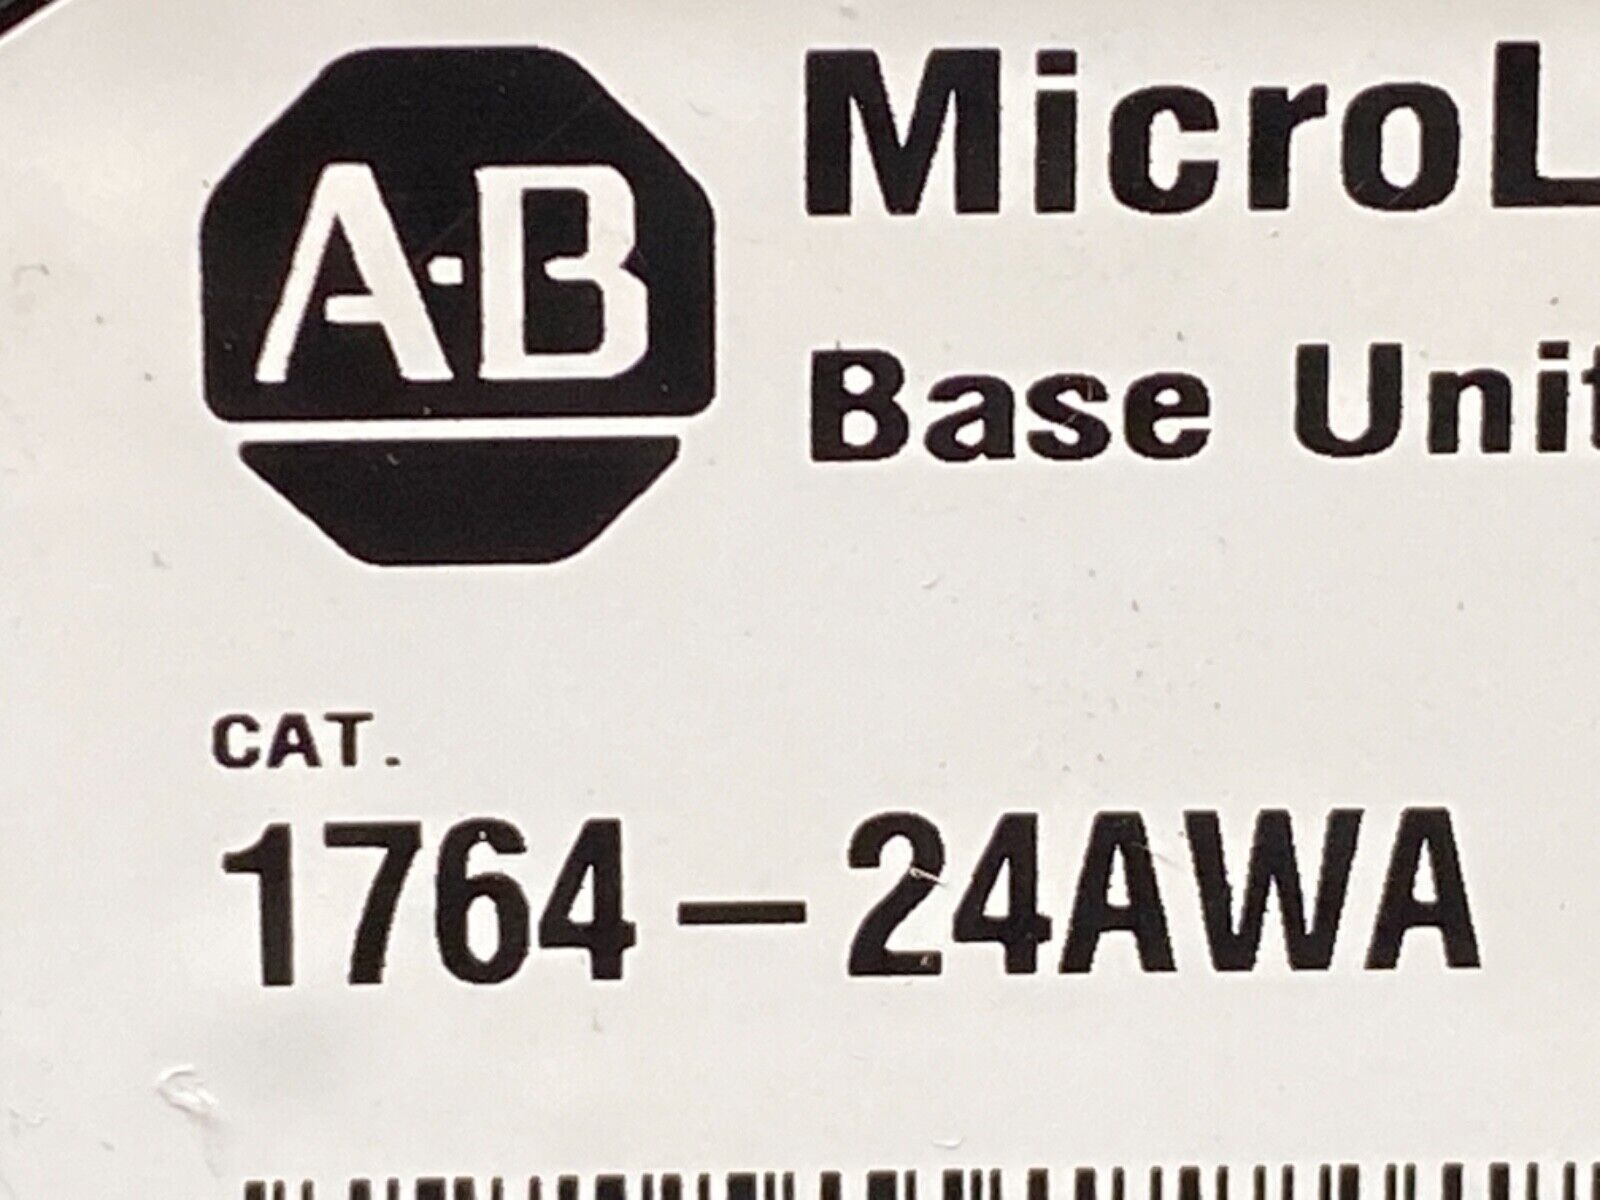 A-B
MicroL
Base Unit
CAT.
1764-24AWA